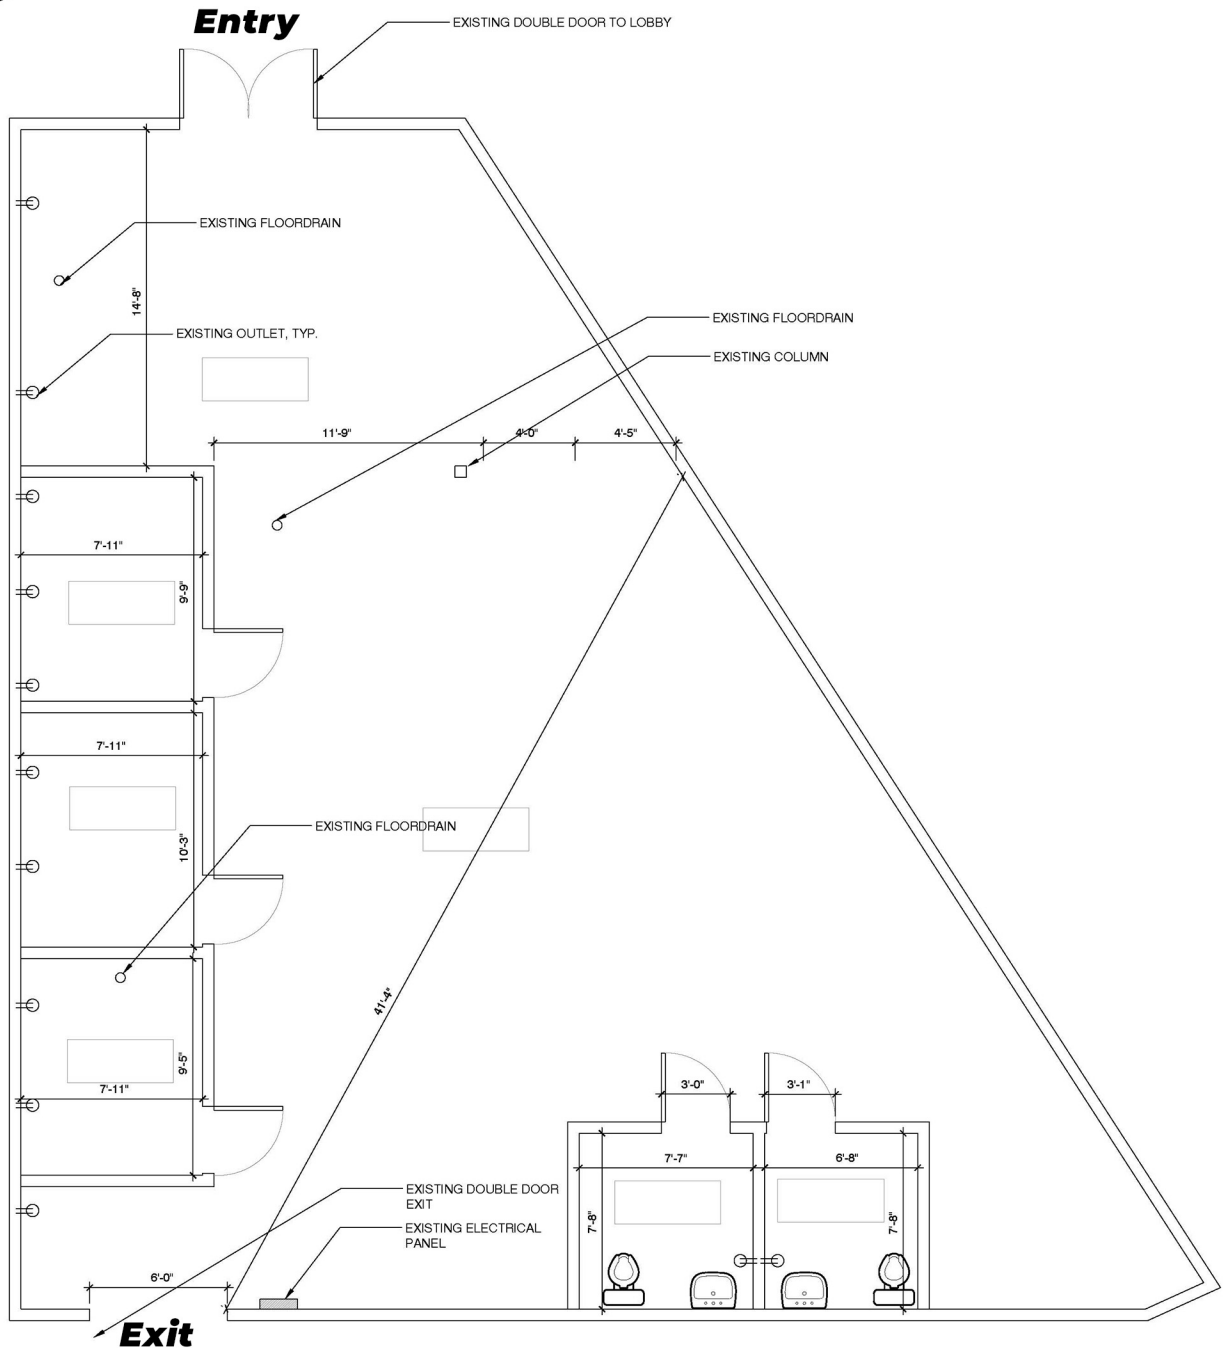 Entry
EXISTING DOUBLE DOOR TO LOBBY
EXISTING FLOORDRAIN
14'-8"
EXISTING OUTLET, TYP.
EXISTING FLOORDRAIN
EXISTING COLUMN
11'-9"
4'-0"
4'-5"
7'-11"
9'-9"
7'-11"
EXISTING FLOORDRAIN
10'-3"
41'-4"
9'-5"
7'-11"
3'-0"
3'-1"
7'-7"
6'-8"
7'-8"
7'-8"
EXISTING DOUBLE DOOR
EXIT
EXISTING ELECTRICAL
PANEL
6'-0"
Exit